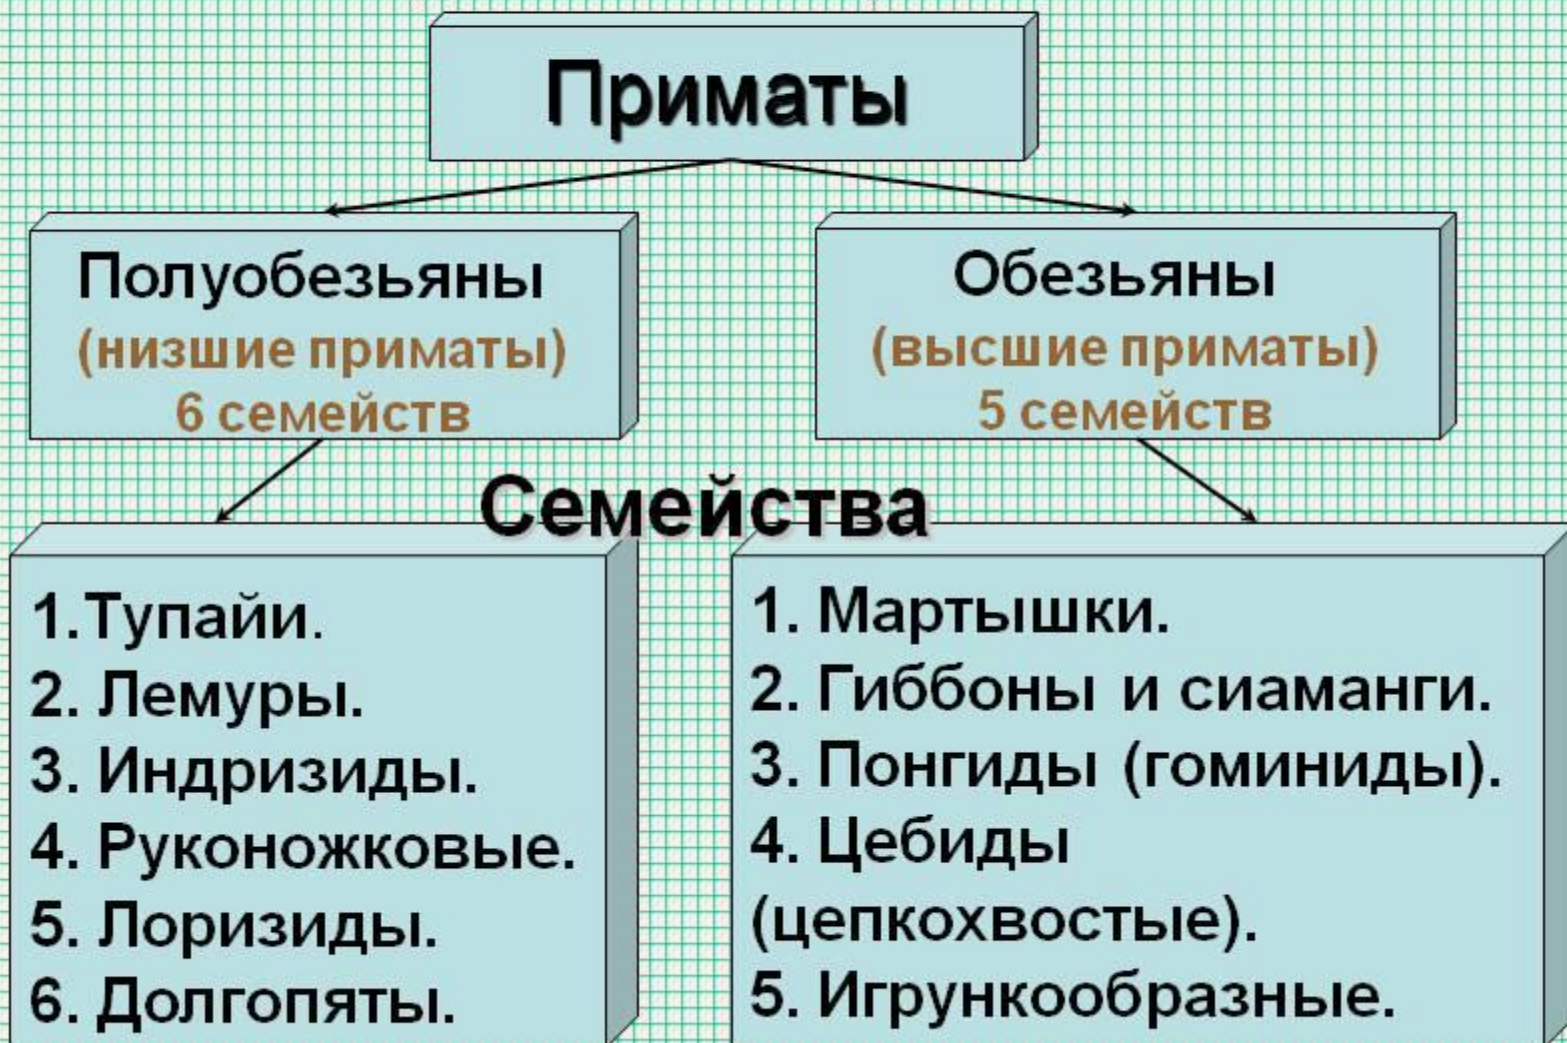 Приматы
Полуобезьяны
(низшие приматы)
6 семейств
Обезьяны
(высшие приматы)
5 семейств
Семейства
1.Тупайи.
2. Лемуры.
3. Индризиды.
4. Руконожковые.
5. Лоризиды.
6. Долгопяты.
1. Мартышки.
2. Гиббоны и сиаманги.
3. Понгиды (гоминиды).
4. Цебиды
(цепкохвостые).
5. Игрункообразные.